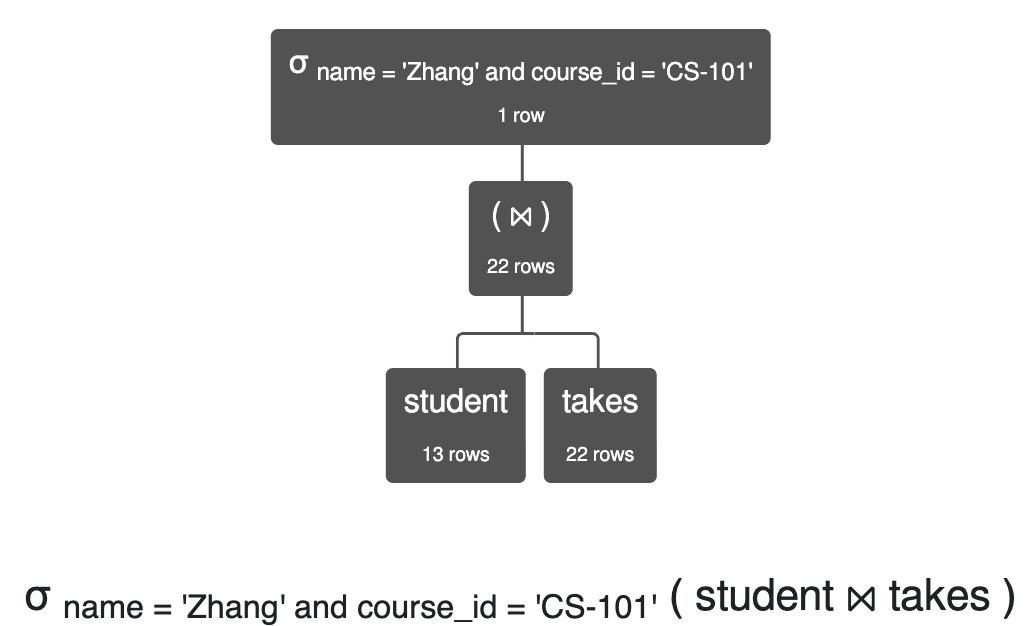 σ name = 'Zhang' and course_id = 'CS-101'
1 row
( ⋈ )
22 rows
student takes
13 rows 22 rows
σ name = 'Zhang' and course_id = 'CS-101' ( student ⋈ takes )